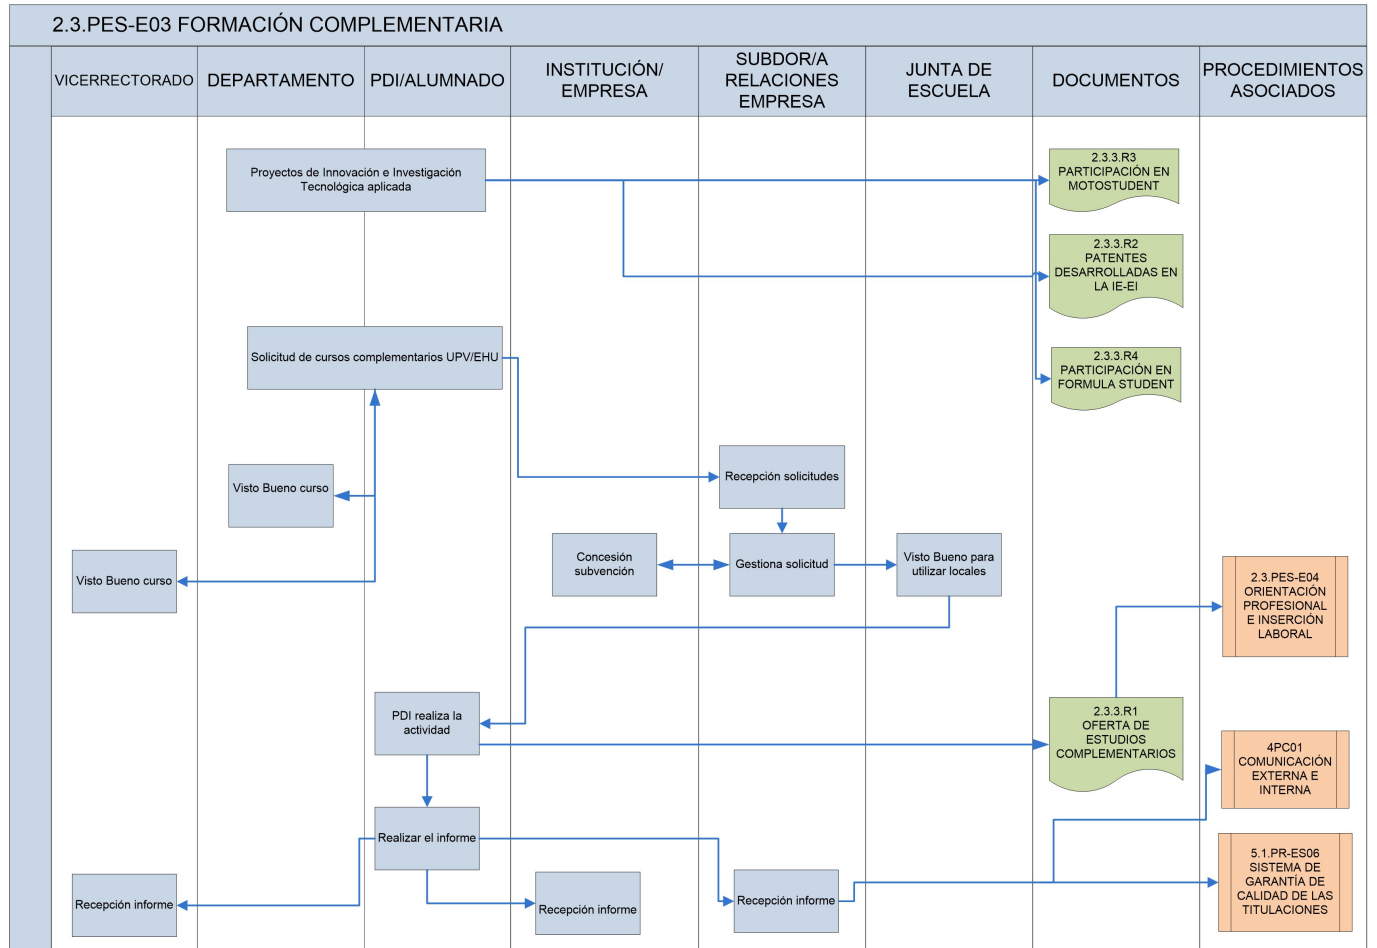 2.3.PES-E03 FORMACIÓN COMPLEMENTARIA
VICERRECTORADO
DEPARTAMENTO
PDI/ALUMNADO
INSTITUCIÓN/
EMPRESA
SUBDOR/A
RELACIONES
EMPRESA
JUNTA DE
ESCUELA
DOCUMENTOS
PROCEDIMIENTOS
ASOCIADOS
Proyectos de Innovación e Investigación
Tecnológica aplicada
2.3.3.R3
PARTICIPACIÓN EN
MOTOSTUDENT
2.3.3.R2
PATENTES
DESARROLLADAS EN
LA IE-EI
Solicitud de cursos complementarios UPV/EHU
2.3.3.R4
PARTICIPACIÓN EN
FORMULA STUDENT
Visto Bueno curso
Recepción solicitudes
Visto Bueno curso
Concesión
subvención
Gestiona solicitud
Visto Bueno para
utilizar locales
2.3.PES-E04
ORIENTACIÓN
PROFESIONAL
E INSERCIÓN
LABORAL
PDI realiza la
actividad
2.3.3.R1
OFERTA DE
ESTUDIOS
COMPLEMENTARIOS
4PC01
COMUNICACIÓN
EXTERNA E
INTERNA
Realizar el informe
5.1.PR-ES06
SISTEMA DE
GARANTÍA DE
CALIDAD DE LAS
TITULACIONES
Recepción informe
Recepción informe
Recepción informe